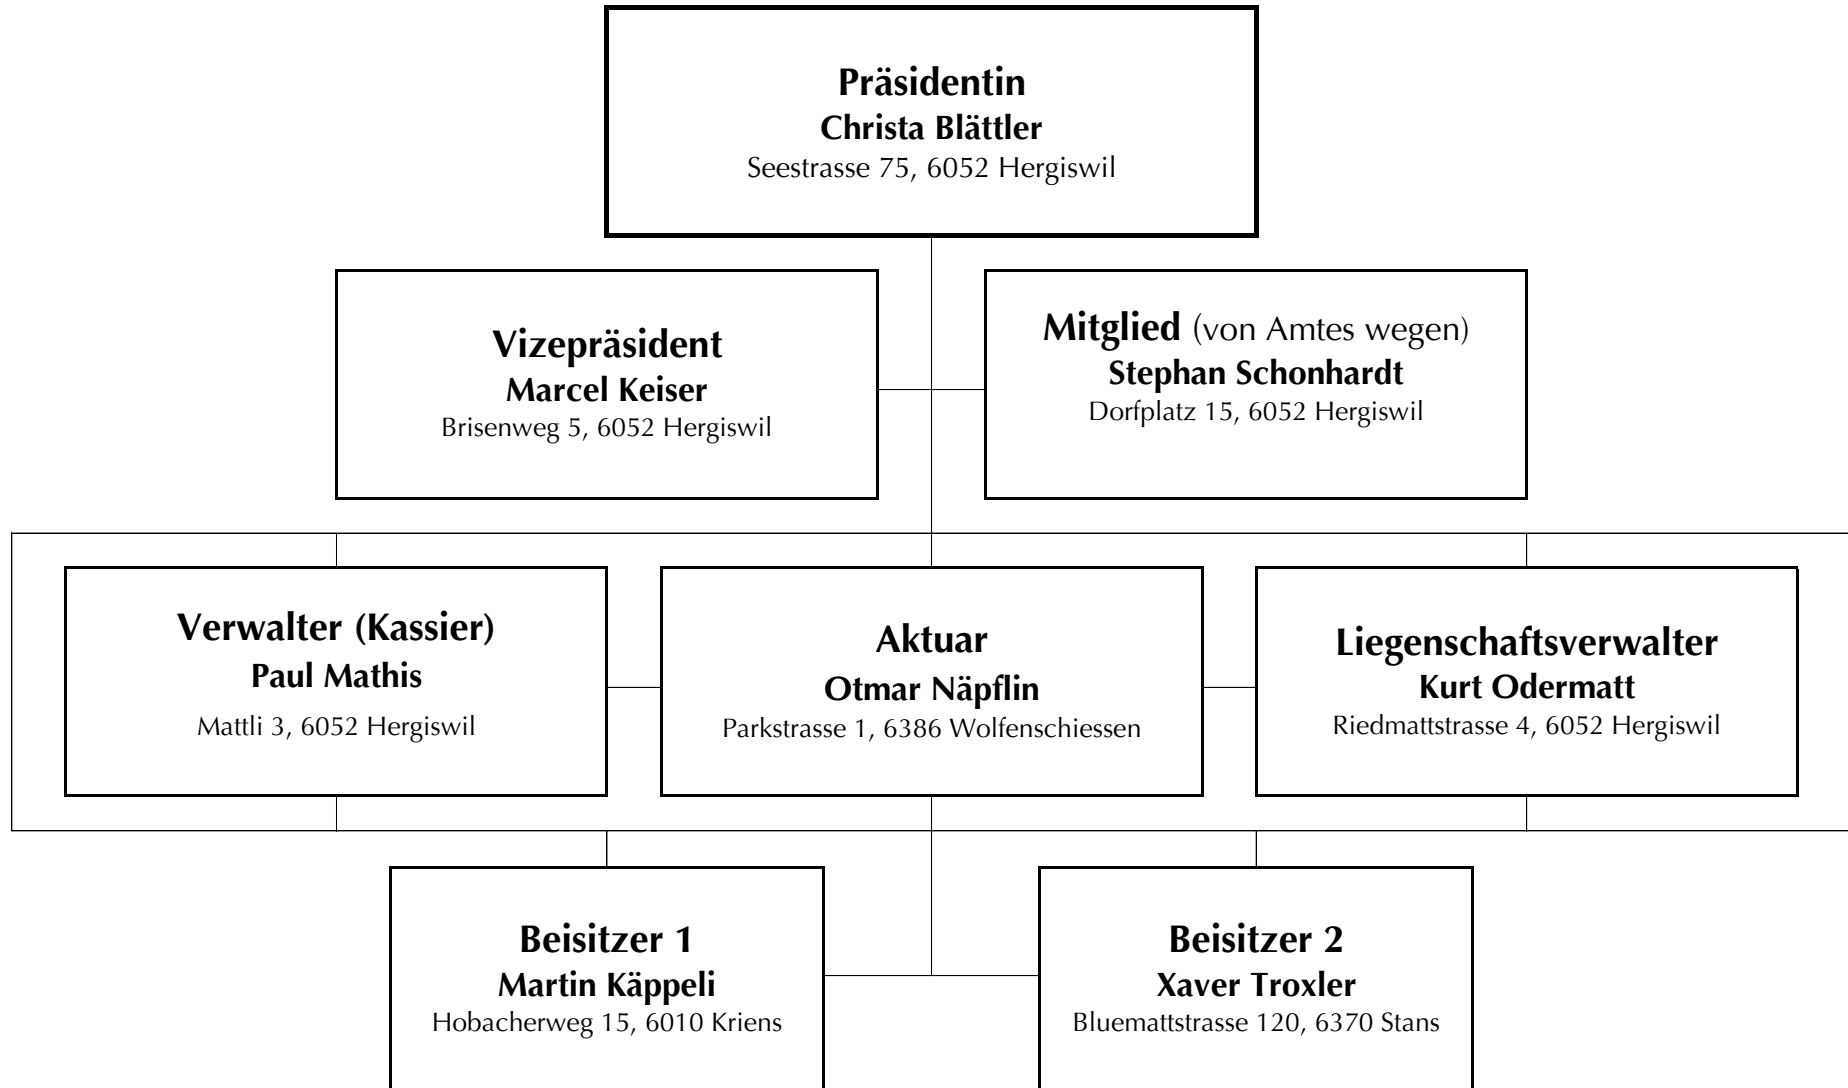 Präsidentin
Christa Blättler
Seestrasse 75, 6052 Hergiswil
Vizepräsident
Marcel Keiser
Brisenweg 5, 6052 Hergiswil
Mitglied (von Amtes wegen)
Stephan Schonhardt
Dorfplatz 15, 6052 Hergiswil
Verwalter (Kassier)
Paul Mathis
Mattli 3, 6052 Hergiswil
Aktuar
Otmar Näpflin
Parkstrasse 1, 6386 Wolfenschiessen
Liegenschaftsverwalter
Kurt Odermatt
Riedmattstrasse 4, 6052 Hergiswil
Beisitzer 1
Martin Käppeli
Hobacherweg 15, 6010 Kriens
Beisitzer 2
Xaver Troxler
Bluemattstrasse 120, 6370 Stans